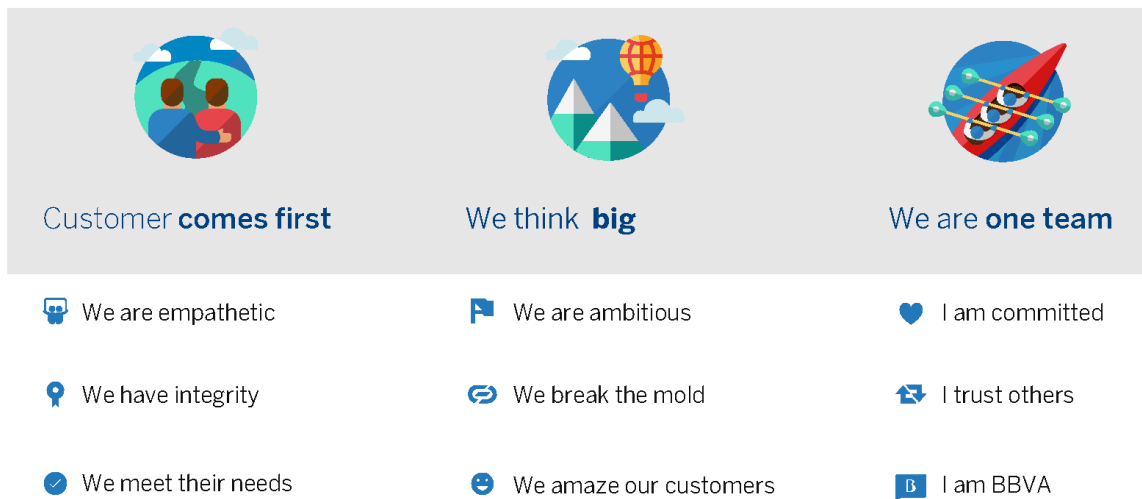 Customer comes first
We think big
We are one team
We are empathetic
We are ambitious
I am committed
We have integrity
We break the mold
I trust others
We meet their needs
We amaze our customers
B
I am BBVA